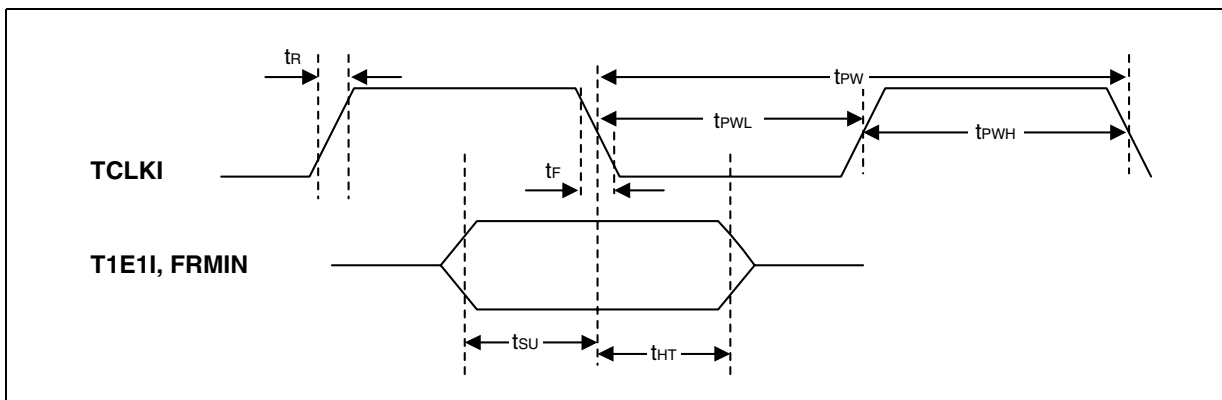 tR
tPW
tPWL
tPWH
TCLKI
tF
T1E1I, FRMIN
tSU
tHT